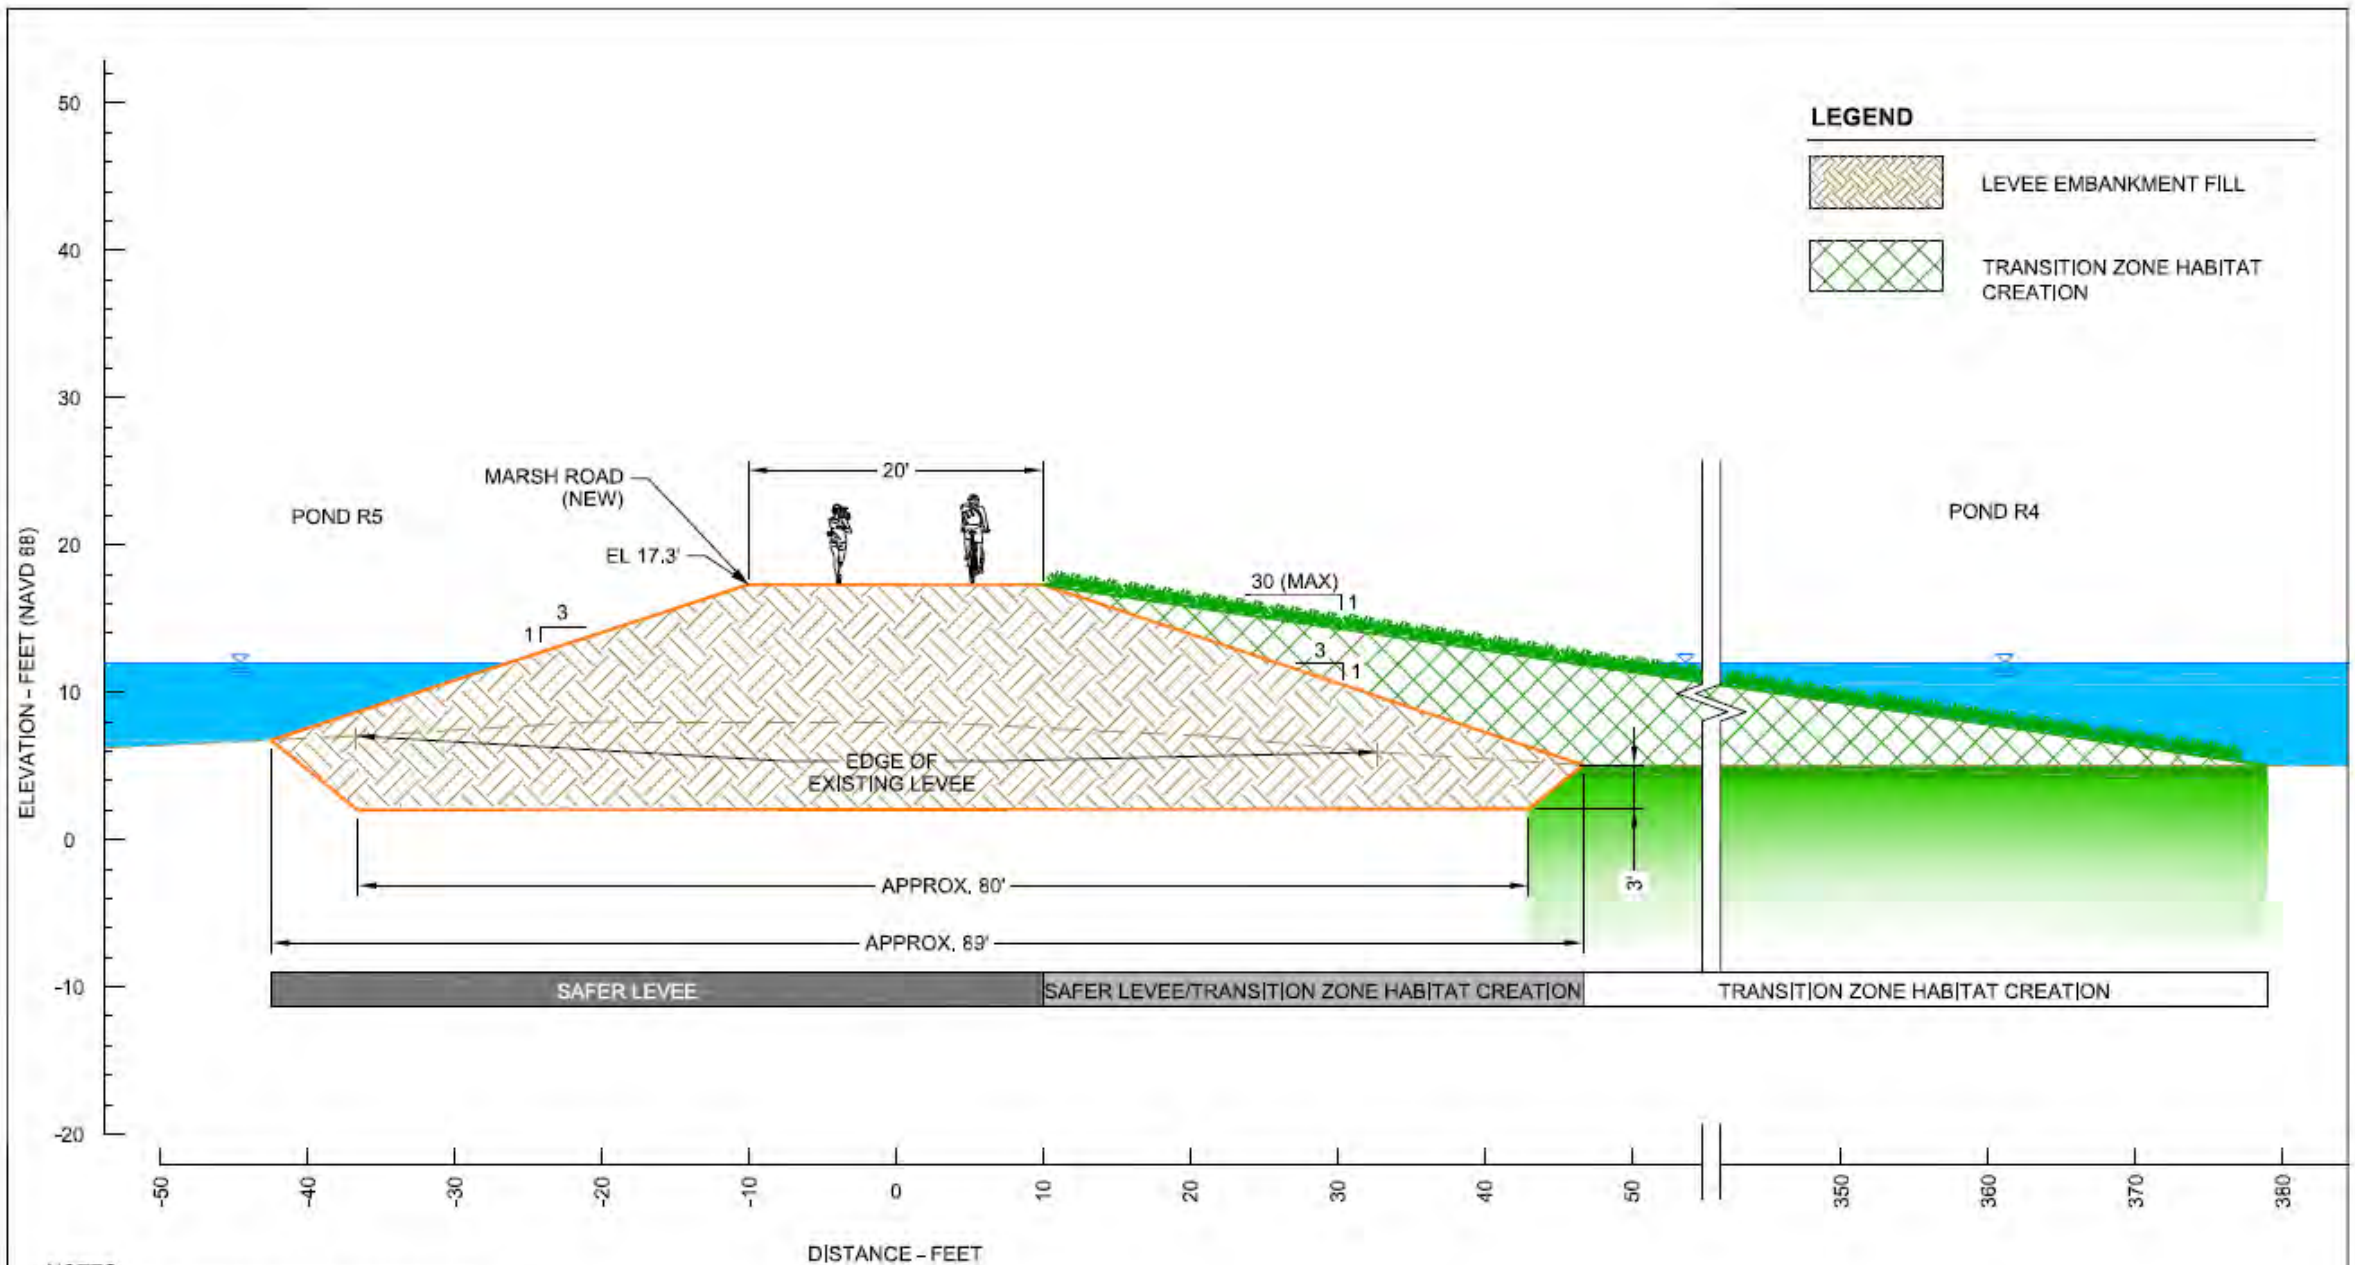 LEGEND
LEVEE EMBANKMENT FILL
TRANSITION ZONE HABITAT
CREATION
50
40
30
20
10
0
-10
-20
ELEVATION - FEET (NAVD 88)
POND R5
MARSH ROAD
(NEW)
EL 17.3'
20'
POND R4
30 (MAX)
1
3
1
3
1
EDGE OF
EXISTING LEVEE
3'
APPROX. 80'
APPROX. 89'
SAFER LEVEE
SAFER LEVEE/TRANSITION ZONE HABITAT CREATION
TRANSITION ZONE HABITAT CREATION
-50
-40
-30
-20
-10
0
10
20
30
40
50
350
360
370
380
DISTANCE - FEET